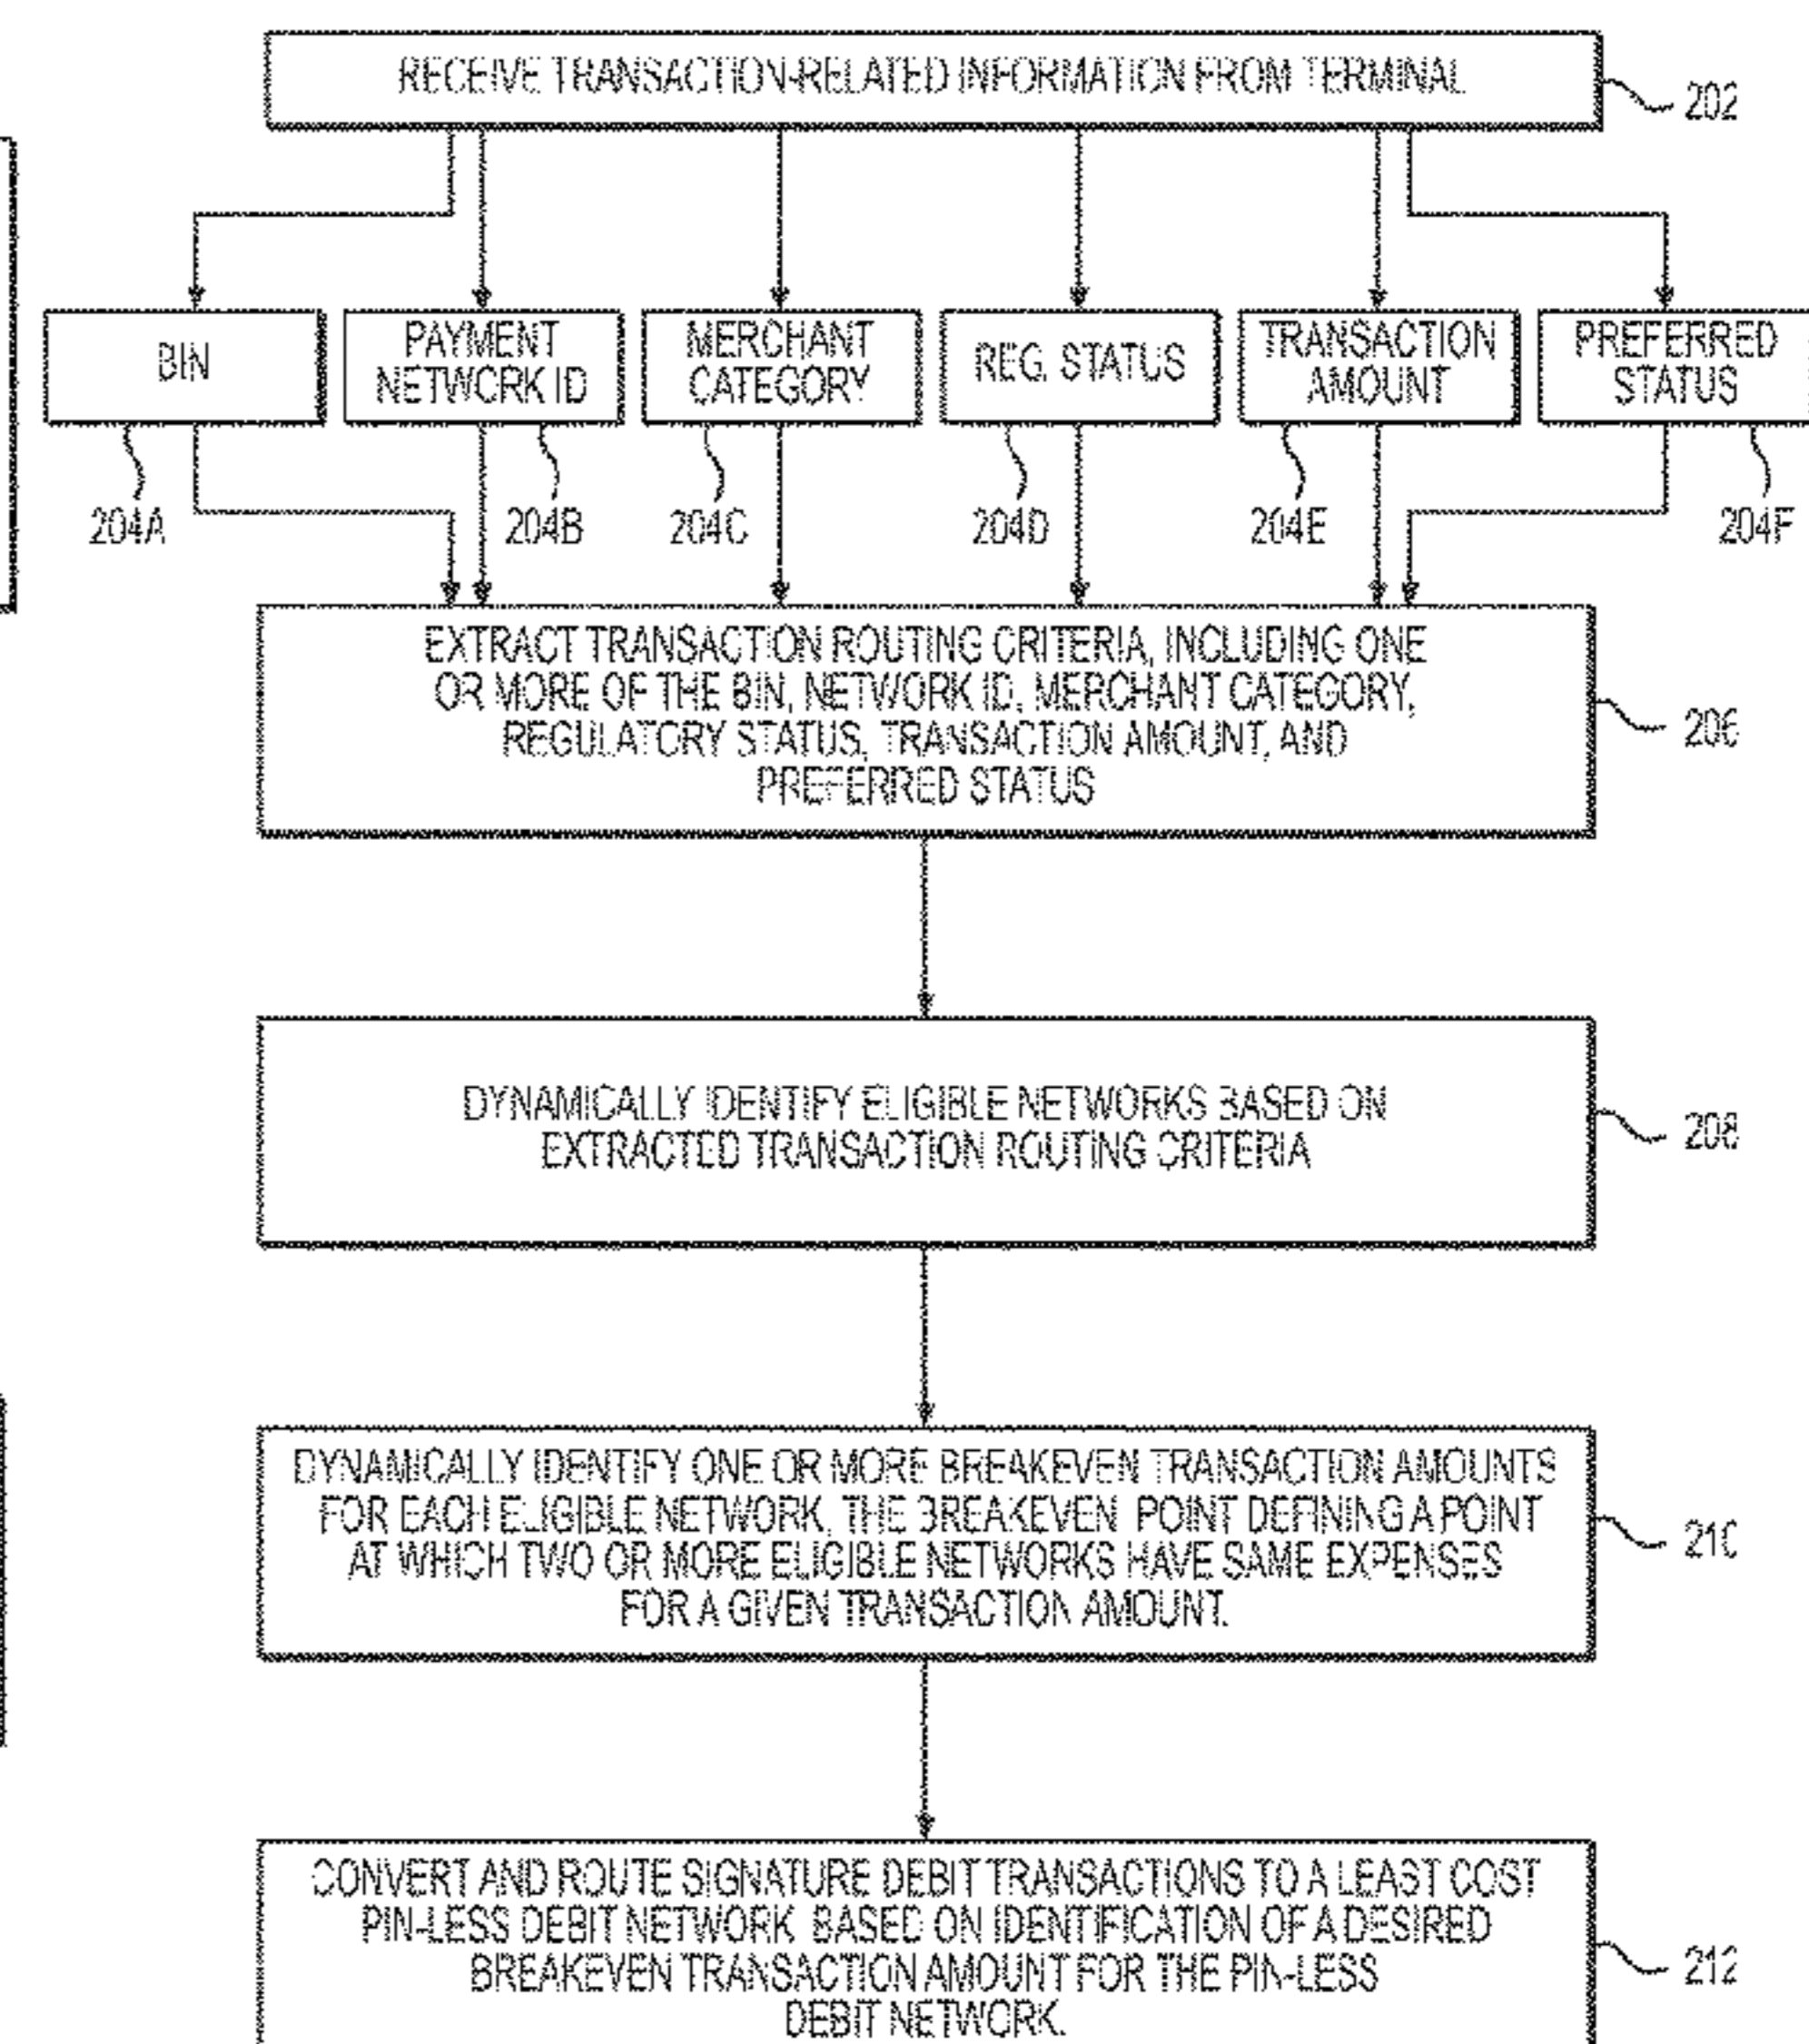 RECEIVE TRANSACTION-RELATED INFORMATION FROM TERMINAL
202
BIN
PAYMENT
NETWORK ID
MERCHANT
CATEGORY
REG. STATUS
TRANSACTION
AMOUNT
PREFERRED
STATUS
204A
204B
204C
204D
204E
204F
EXTRACT TRANSACTION ROUTING CRITERIA, INCLUDING ONE
OR MORE OF THE BIN, NETWORK ID, MERCHANT CATEGORY,
REGULATORY STATUS, TRANSACTION AMOUNT, AND
PREFERRED STATUS
206
DYNAMICALLY IDENTIFY ELIGIBLE NETWORKS BASED ON
EXTRACTED TRANSACTION ROUTING CRITERIA
208
DYNAMICALLY IDENTIFY ONE OR MORE BREAKEVEN TRANSACTION AMOUNTS
FOR EACH ELIGIBLE NETWORK, THE BREAKEVEN POINT DEFINING A POINT
AT WHICH TWO OR MORE ELIGIBLE NETWORKS HAVE SAME EXPENSES
FOR A GIVEN TRANSACTION AMOUNT.
210
CONVERT AND ROUTE SIGNATURE DEBIT TRANSACTIONS TO A LEAST COST
PIN-LESS DEBIT NETWORK BASED ON IDENTIFICATION OF A DESIRED
BREAKEVEN TRANSACTION AMOUNT FOR THE PIN-LESS
DEBIT NETWORK.
212